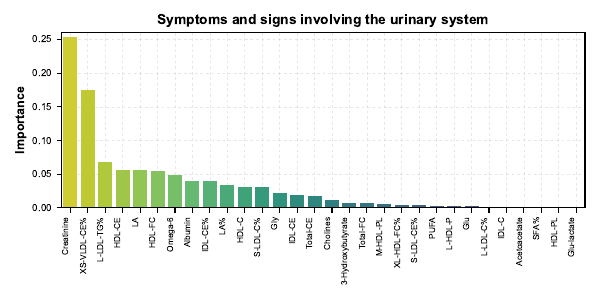 Symptoms and signs involving the urinary system
Importance
0.25
0.20
0.15
0.10
0.05
0.00
Creatinine
XS-VLDL-CE%
L-LDL-TG%
HDL-CE
LA
HDL-FC
Omega-6
Albumin
IDL-CE%
LA%
HDL-C
S-LDL-C%
Gly
IDL-CE
Total-CE
Cholines
3-Hydroxybutyrate
Total-FC
M-HDL-PL
XL-HDL-FC%
S-LDL-CE%
PUFA
L-HDL-P
Glu
L-LDL-C%
IDL-C
Acetoacetate
SFA%
HDL-PL
Glu-lactate